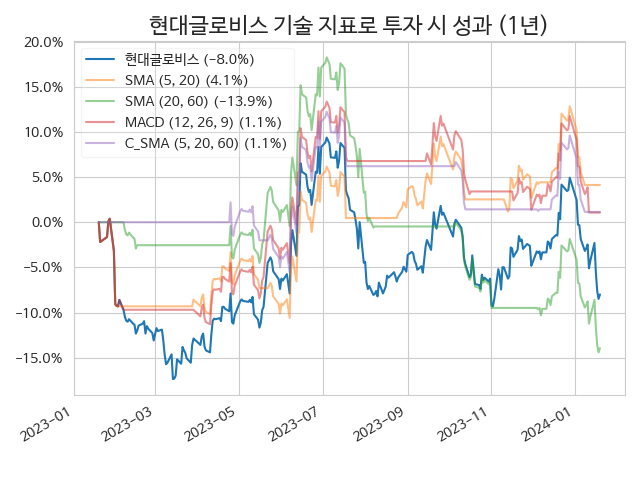 현대글로비스 기술 지표로 투자 시 성과 (1년)
20.0%
15.0%
10.0%
5.0%
0.0%
−5.0%
−10.0%
−15.0%
현대글로비스 (−8.0%)
SMA (5, 20) (4.1%)
SMA (20, 60) (−13.9%)
MACD (12, 26, 9) (1.1%)
C_SMA (5, 20, 60) (1.1%)
2023-01
2023-03
2023-05
2023-07
2023-09
2023-11
2024-01